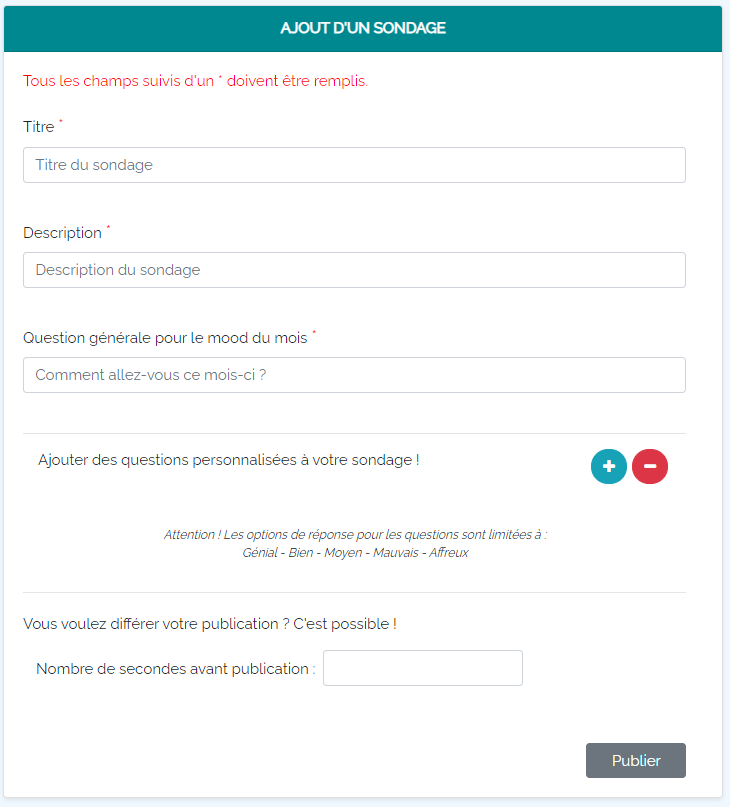 AJOUT D'UN SONDAGE
Tous les champs suivis d'un * doivent être remplis.
Titre *
Titre du sondage
Description *
Description du sondage
Question générale pour le mood du mois *
Comment allez-vous ce mois-ci ?
Ajouter des questions personnalisées à votre sondage !
Attention ! Les options de réponse pour les questions sont limitées à :
Génial - Bien - Moyen - Mauvais - Affreux
Vous voulez différer votre publication ? C'est possible !
Nombre de secondes avant publication :
Publier